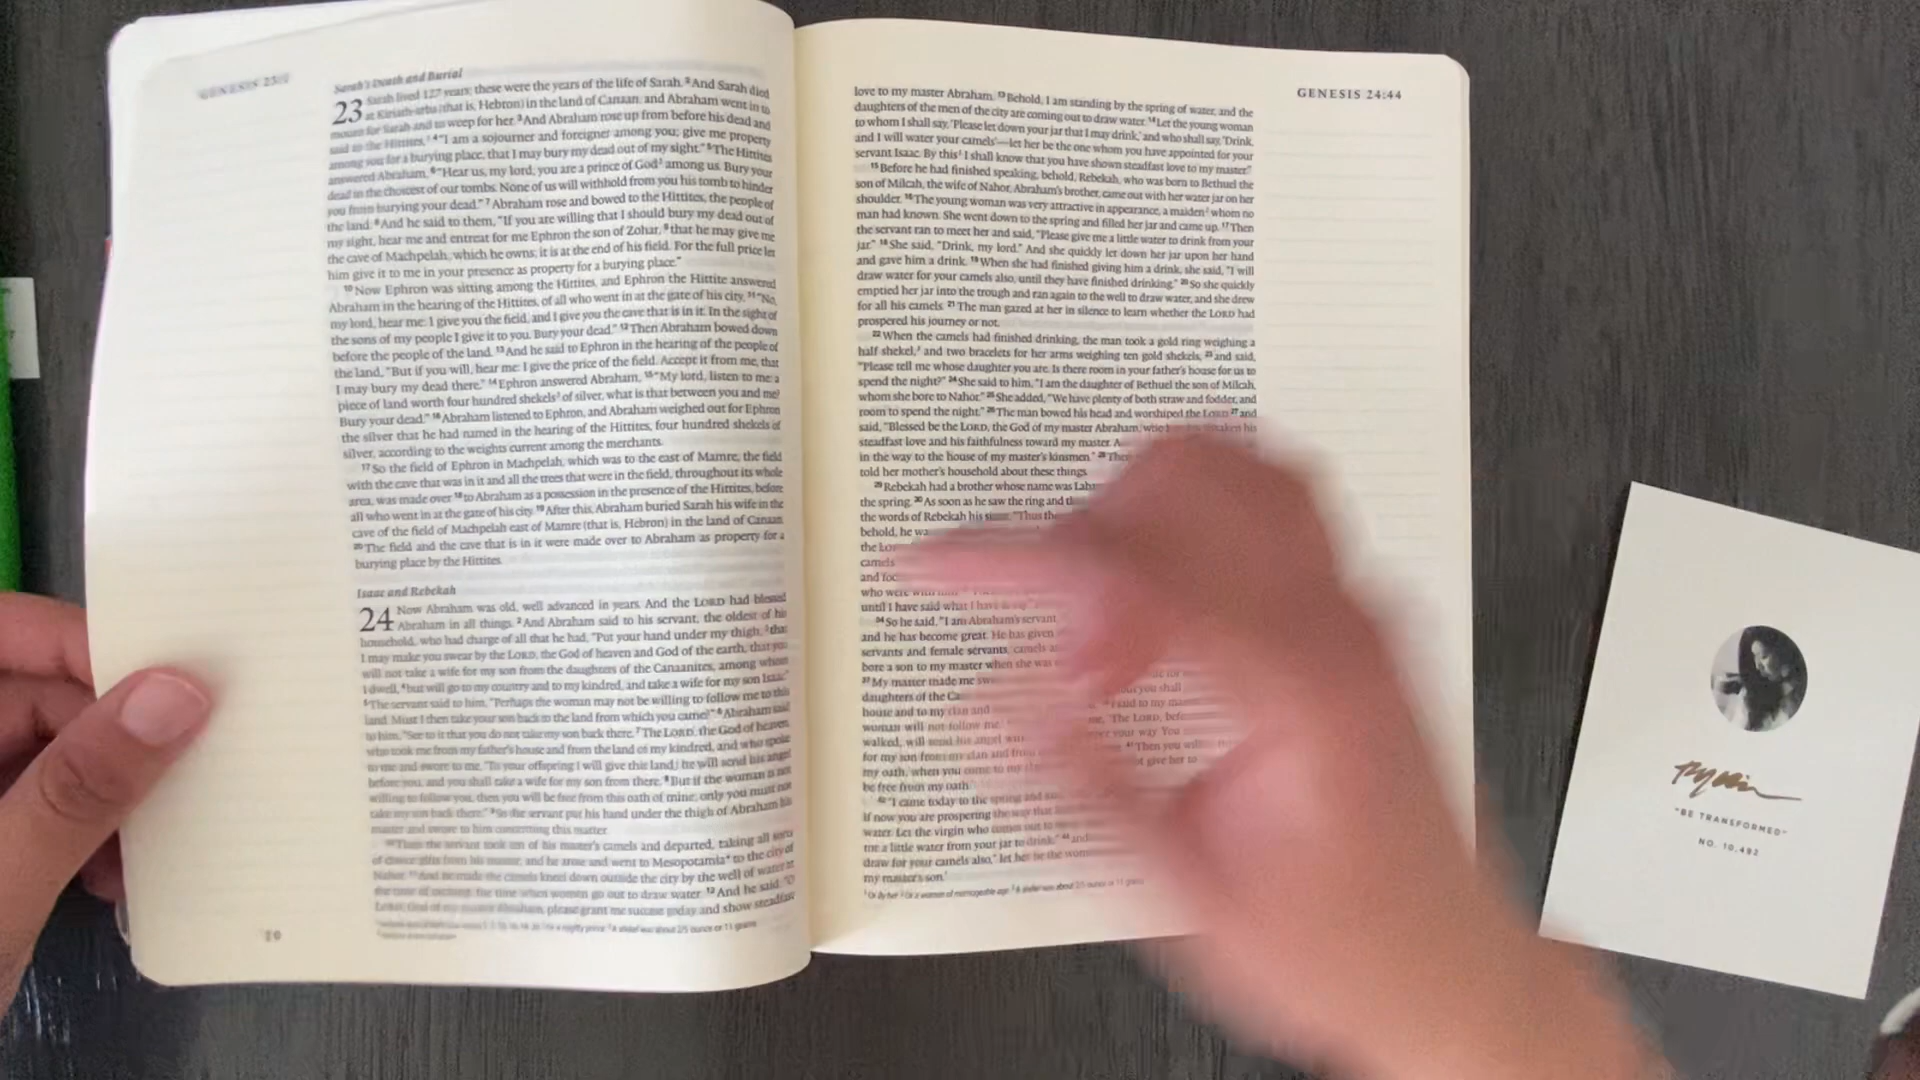 GENESIS 23:1
Sarah's Death and Burial
23 Sarah lived 127 years; these were the years of the life of Sarah. 2 And Sarah died
at Kiriath-arba (that is, Hebron) in the land of Canaan, and Abraham went in to
mourn for Sarah and to weep for her. 3 And Abraham rose up from before his dead and
said to the Hittites, 4 "I am a sojourner and foreigner among you; give me property
among you for a burying place, that I may bury my dead out of my sight." 5 The Hittites
answered Abraham, 6 "Hear us, my lord; you are a prince of God among us. Bury your
dead in the choicest of our tombs. None of us will withhold from you his tomb to hinder
you from burying your dead." 7 Abraham rose and bowed to the Hittites, the people of
the land. 8 And he said to them, "If you are willing that I should bury my dead out of
my sight, hear me and entreat for me Ephron the son of Zohar, 9 that he may give me
the cave of Machpelah, which he owns; it is at the end of his field. For the full price let
him give it to me in your presence as property for a burying place."
10 Now Ephron was sitting among the Hittites, and Ephron the Hittite answered
Abraham in the hearing of the Hittites, of all who went in at the gate of his city, 11 "No,
my lord, hear me: I give you the field, and I give you the cave that is in it. In the sight of
the sons of my people I give it to you. Bury your dead." 12 Then Abraham bowed down
before the people of the land. 13 And he said to Ephron in the hearing of the people of
the land, "But if you will, hear me: I give the price of the field. Accept it from me, that
I may bury my dead there." 14 Ephron answered Abraham, 15 "My lord, listen to me: a
piece of land worth four hundred shekels of silver, what is that between you and me?
Bury your dead." 16 Abraham listened to Ephron, and Abraham weighed out for Ephron
the silver that he had named in the hearing of the Hittites, four hundred shekels of
silver, according to the weights current among the merchants.
17 So the field of Ephron in Machpelah, which was to the east of Mamre, the field
with the cave that was in it and all the trees that were in the field, throughout its whole
area, was made over 18 to Abraham as a possession in the presence of the Hittites, before
all who went in at the gate of his city. 19 After this, Abraham buried Sarah his wife in the
cave of the field of Machpelah east of Mamre (that is, Hebron) in the land of Canaan.
20 The field and the cave that is in it were made over to Abraham as property for a
burying place by the Hittites.
Isaac and Rebekah
24 Now Abraham was old, well advanced in years. And the LORD had blessed
Abraham in all things. 2 And Abraham said to his servant, the oldest of his
household, who had charge of all that he had, "Put your hand under my thigh, 3 that
I may make you swear by the LORD, the God of heaven and God of the earth, that you
will not take a wife for my son from the daughters of the Canaanites, among whom
I dwell, 4 but will go to my country and to my kindred, and take a wife for my son Isaac."
5 The servant said to him, "Perhaps the woman may not be willing to follow me to this
land. Must I then take your son back to the land from which you came?" 6 Abraham said
to him, "See to it that you do not take my son back there. 7 The LORD, the God of heaven,
who took me from my father's house and from the land of my kindred, and who spoke
to me and swore to me, 'To your offspring I will give this land,' he will send his angel
before you, and you shall take a wife for my son from there. 8 But if the woman is not
willing to follow you, then you will be free from this oath of mine; only you must not
take my son back there." 9 So the servant put his hand under the thigh of Abraham his
master and swore to him concerning this matter.
10 Then the servant took ten of his master's camels and departed, taking all sorts
of choice gifts from his master; and he arose and went to Mesopotamia to the city of
Nahor. 11 And he made the camels kneel down outside the city by the well of water at
the time of evening, the time when women go out to draw water. 12 And he said, "O
LORD, God of my master Abraham, please grant me success today and show steadfast
GENESIS 24:44
love to my master Abraham. 13 Behold, I am standing by the spring of water, and the
daughters of the men of the city are coming out to draw water. 14 Let the young woman
to whom I shall say, 'Please let down your jar that I may drink,' and who shall say, 'Drink,
and I will water your camels'—let her be the one whom you have appointed for your
servant Isaac. By this I shall know that you have shown steadfast love to my master."
15 Before he had finished speaking, behold, Rebekah, who was born to Bethuel the
son of Milcah, the wife of Nahor, Abraham's brother, came out with her water jar on her
shoulder. 16 The young woman was very attractive in appearance, a maiden whom no
man had known. She went down to the spring and filled her jar and came up. 17 Then
the servant ran to meet her and said, "Please give me a little water to drink from your
jar." 18 She said, "Drink, my lord." And she quickly let down her jar upon her hand
and gave him a drink. 19 When she had finished giving him a drink, she said, "I will
draw water for your camels also, until they have finished drinking." 20 So she quickly
emptied her jar into the trough and ran again to the well to draw water, and she drew
for all his camels. 21 The man gazed at her in silence to learn whether the LORD had
prospered his journey or not.
22 When the camels had finished drinking, the man took a gold ring weighing a
half shekel, and two bracelets for her arms weighing ten gold shekels, 23 and said,
"Please tell me whose daughter you are. Is there room in your father's house for us to
spend the night?" 24 She said to him, "I am the daughter of Bethuel the son of Milcah,
whom she bore to Nahor." 25 She added, "We have plenty of both straw and fodder, and
room to spend the night." 26 The man bowed his head and worshiped the LORD 27 and
said, "Blessed be the LORD, the God of my master Abraham, who his
steadfast love and his faithfulness toward my master.
in the way to the house of my master's kinsmen." 28
told her mother's household about these things.
29 Rebekah had a brother whose name was
the spring. 30 As soon as he saw the ring and
the words of Rebekah his "Thus
behold, he
the
camels
and
who were
until I have said what I have
34 So he said, "I am Abraham's servant.
and he has become great. He has given
servants and female servants, camels
bore a son to my master when she was
37 My master made me
daughters of the
house and to my clan and
woman will not follow me.' 'The LORD,
walked, will send his angel your way. You
for my son from my clan and from 41 Then you
my oath, when you come to my give her to
be free from my oath.'
42 "I came today to the spring and
if now you are prospering the way that
water. Let the virgin who comes out to
me a little water from your jar to drink," 44 and
draw for your camels also," let her be the
my master's son.'
"BE TRANSFORMED"
NO. 10,492